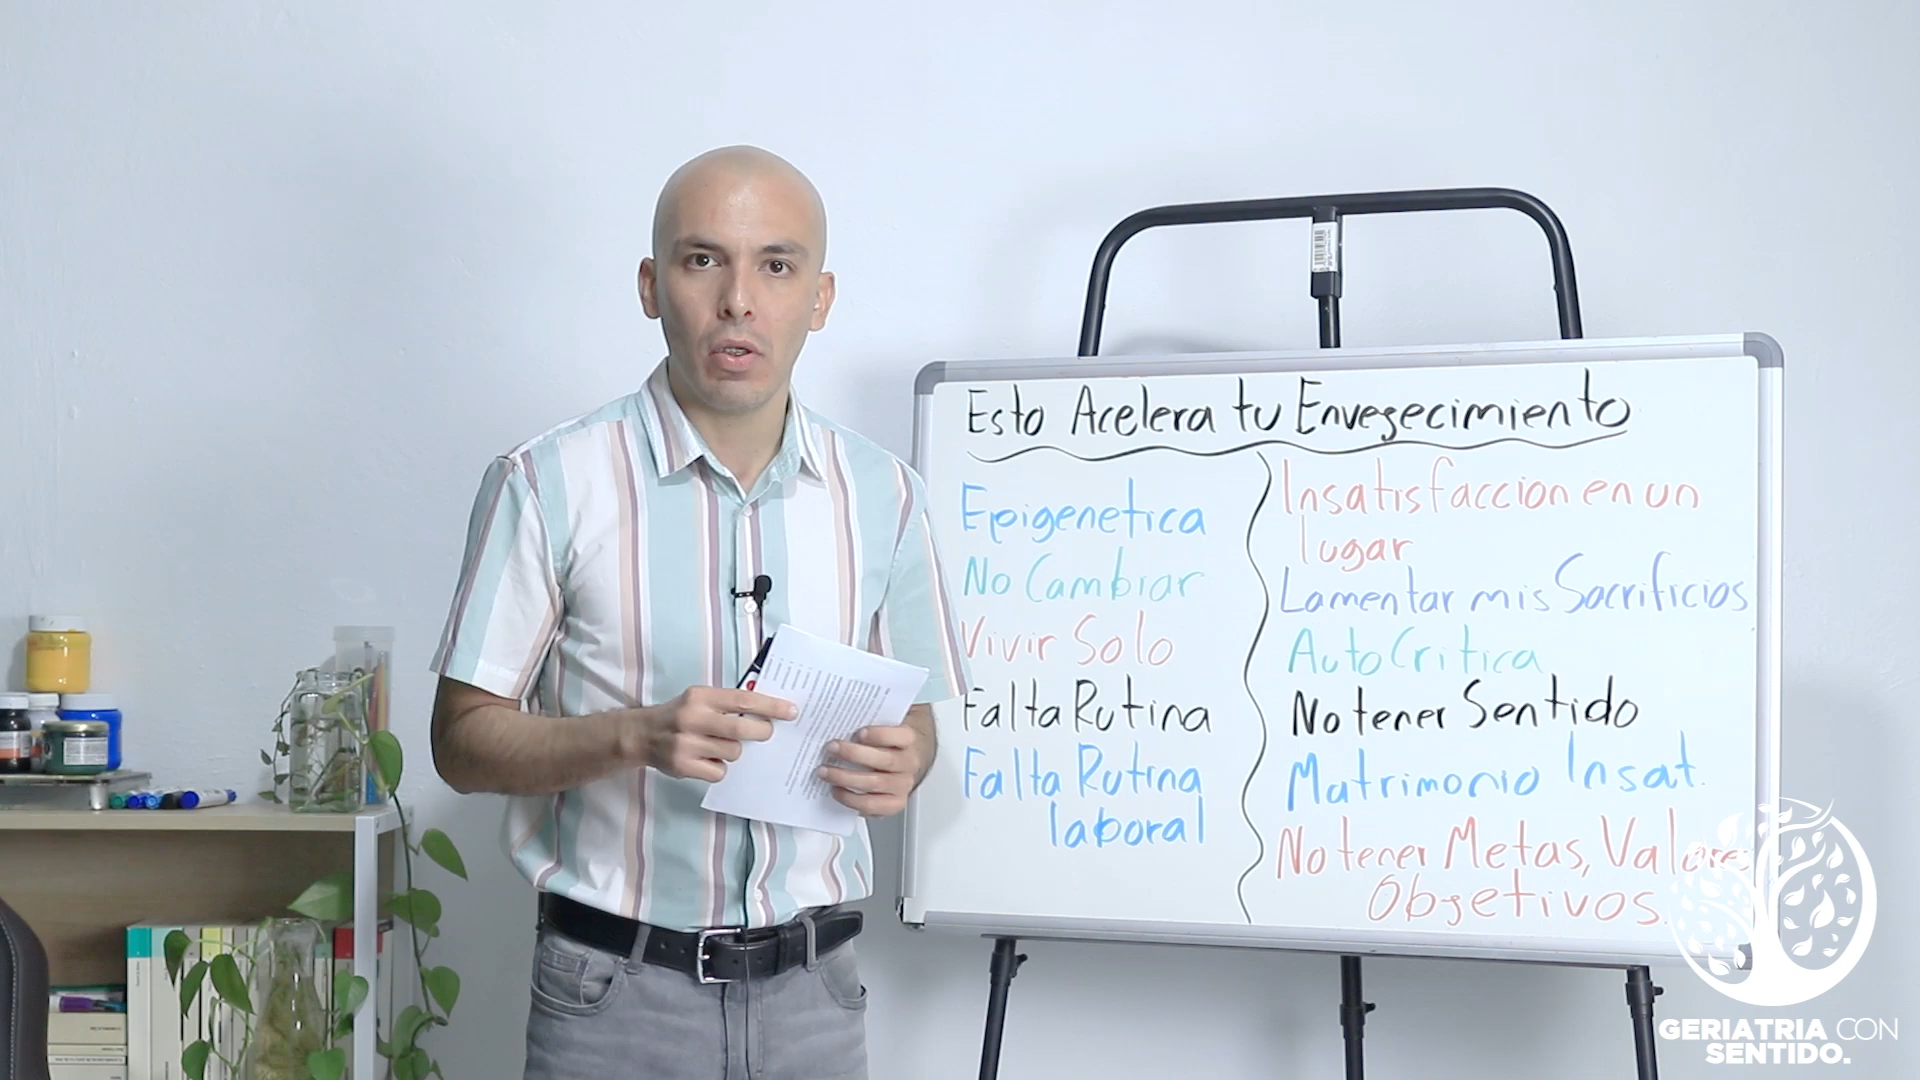 Esto Acelera tu Envegecimiento
Epigenetica
No Cambiar
Vivir Solo
Falta Rutina
Falta Rutina
laboral
Insatisfaccion en un
lugar
Lamentar mis Sacrificios
AutoCritica
No tener Sentido
Matrimonio Insat.
No tener Metas, Valores
Objetivos.
GERIATRIA CON
SENTIDO.